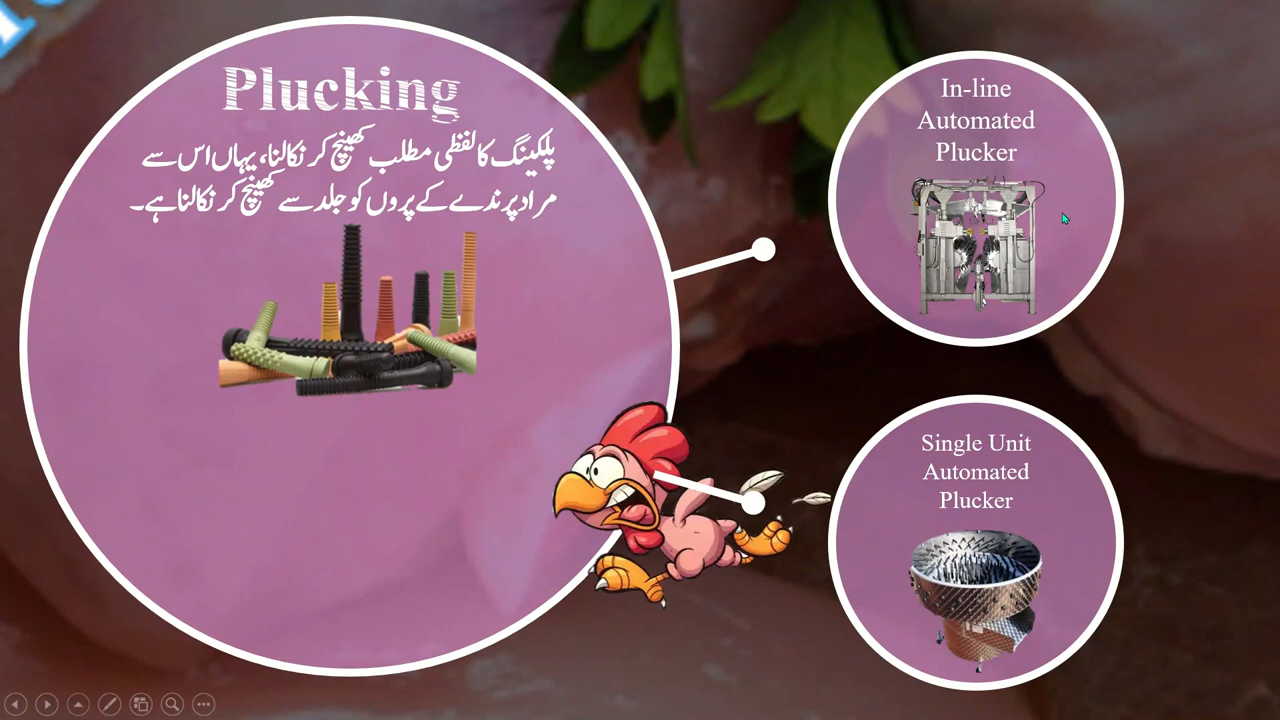 Plucking
پلکینگ کا لفظی مطلب کھینچ کر نکالنا، یہاں اس سے
مراد پرندے کے پروں کو جلد سے کھینچ کر نکالنا ہے۔
In-line
Automated
Plucker
Single Unit
Automated
Plucker